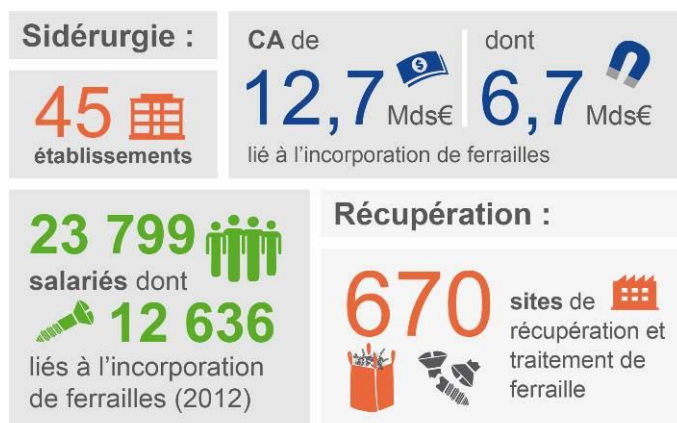 Sidérurgie :
45
établissements
CA de
12,7 Mds€
dont
6,7 Mds€
lié à l'incorporation de ferrailles
23 799
salariés dont
12 636
liés à l'incorporation
de ferrailles (2012)
Récupération :
670
sites de
récupération et
traitement de
ferraille